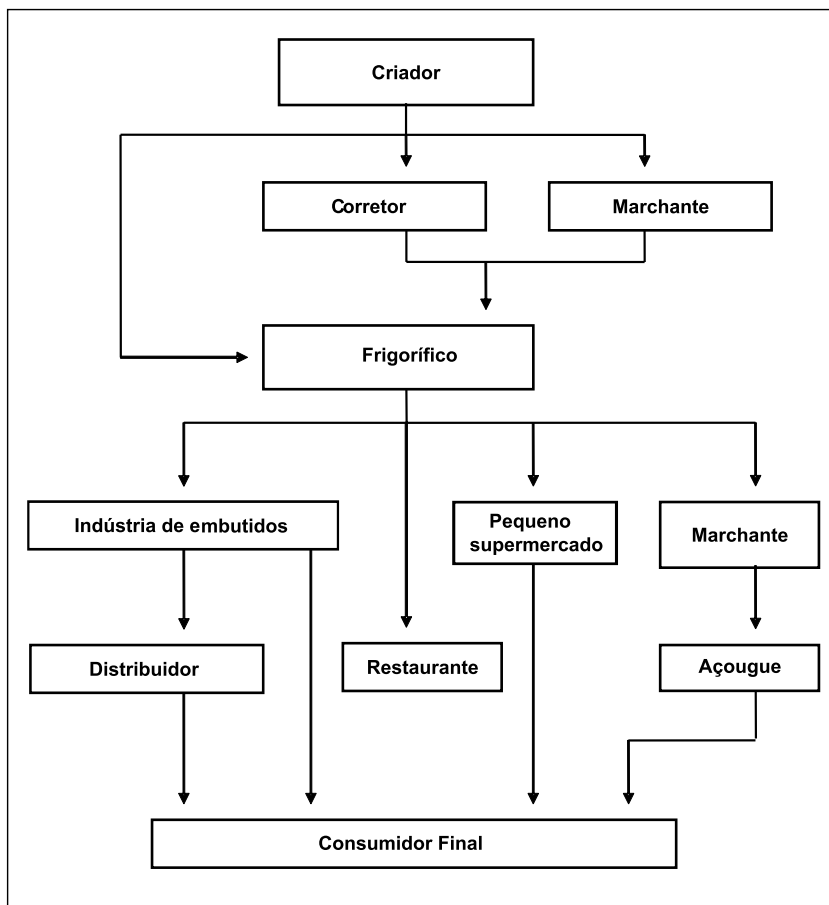 Criador
Corretor
Marchante
Frigorífico
Indústria de embutidos
Pequeno
supermercado
Marchante
Distribuidor
Restaurante
Açougue
Consumidor Final